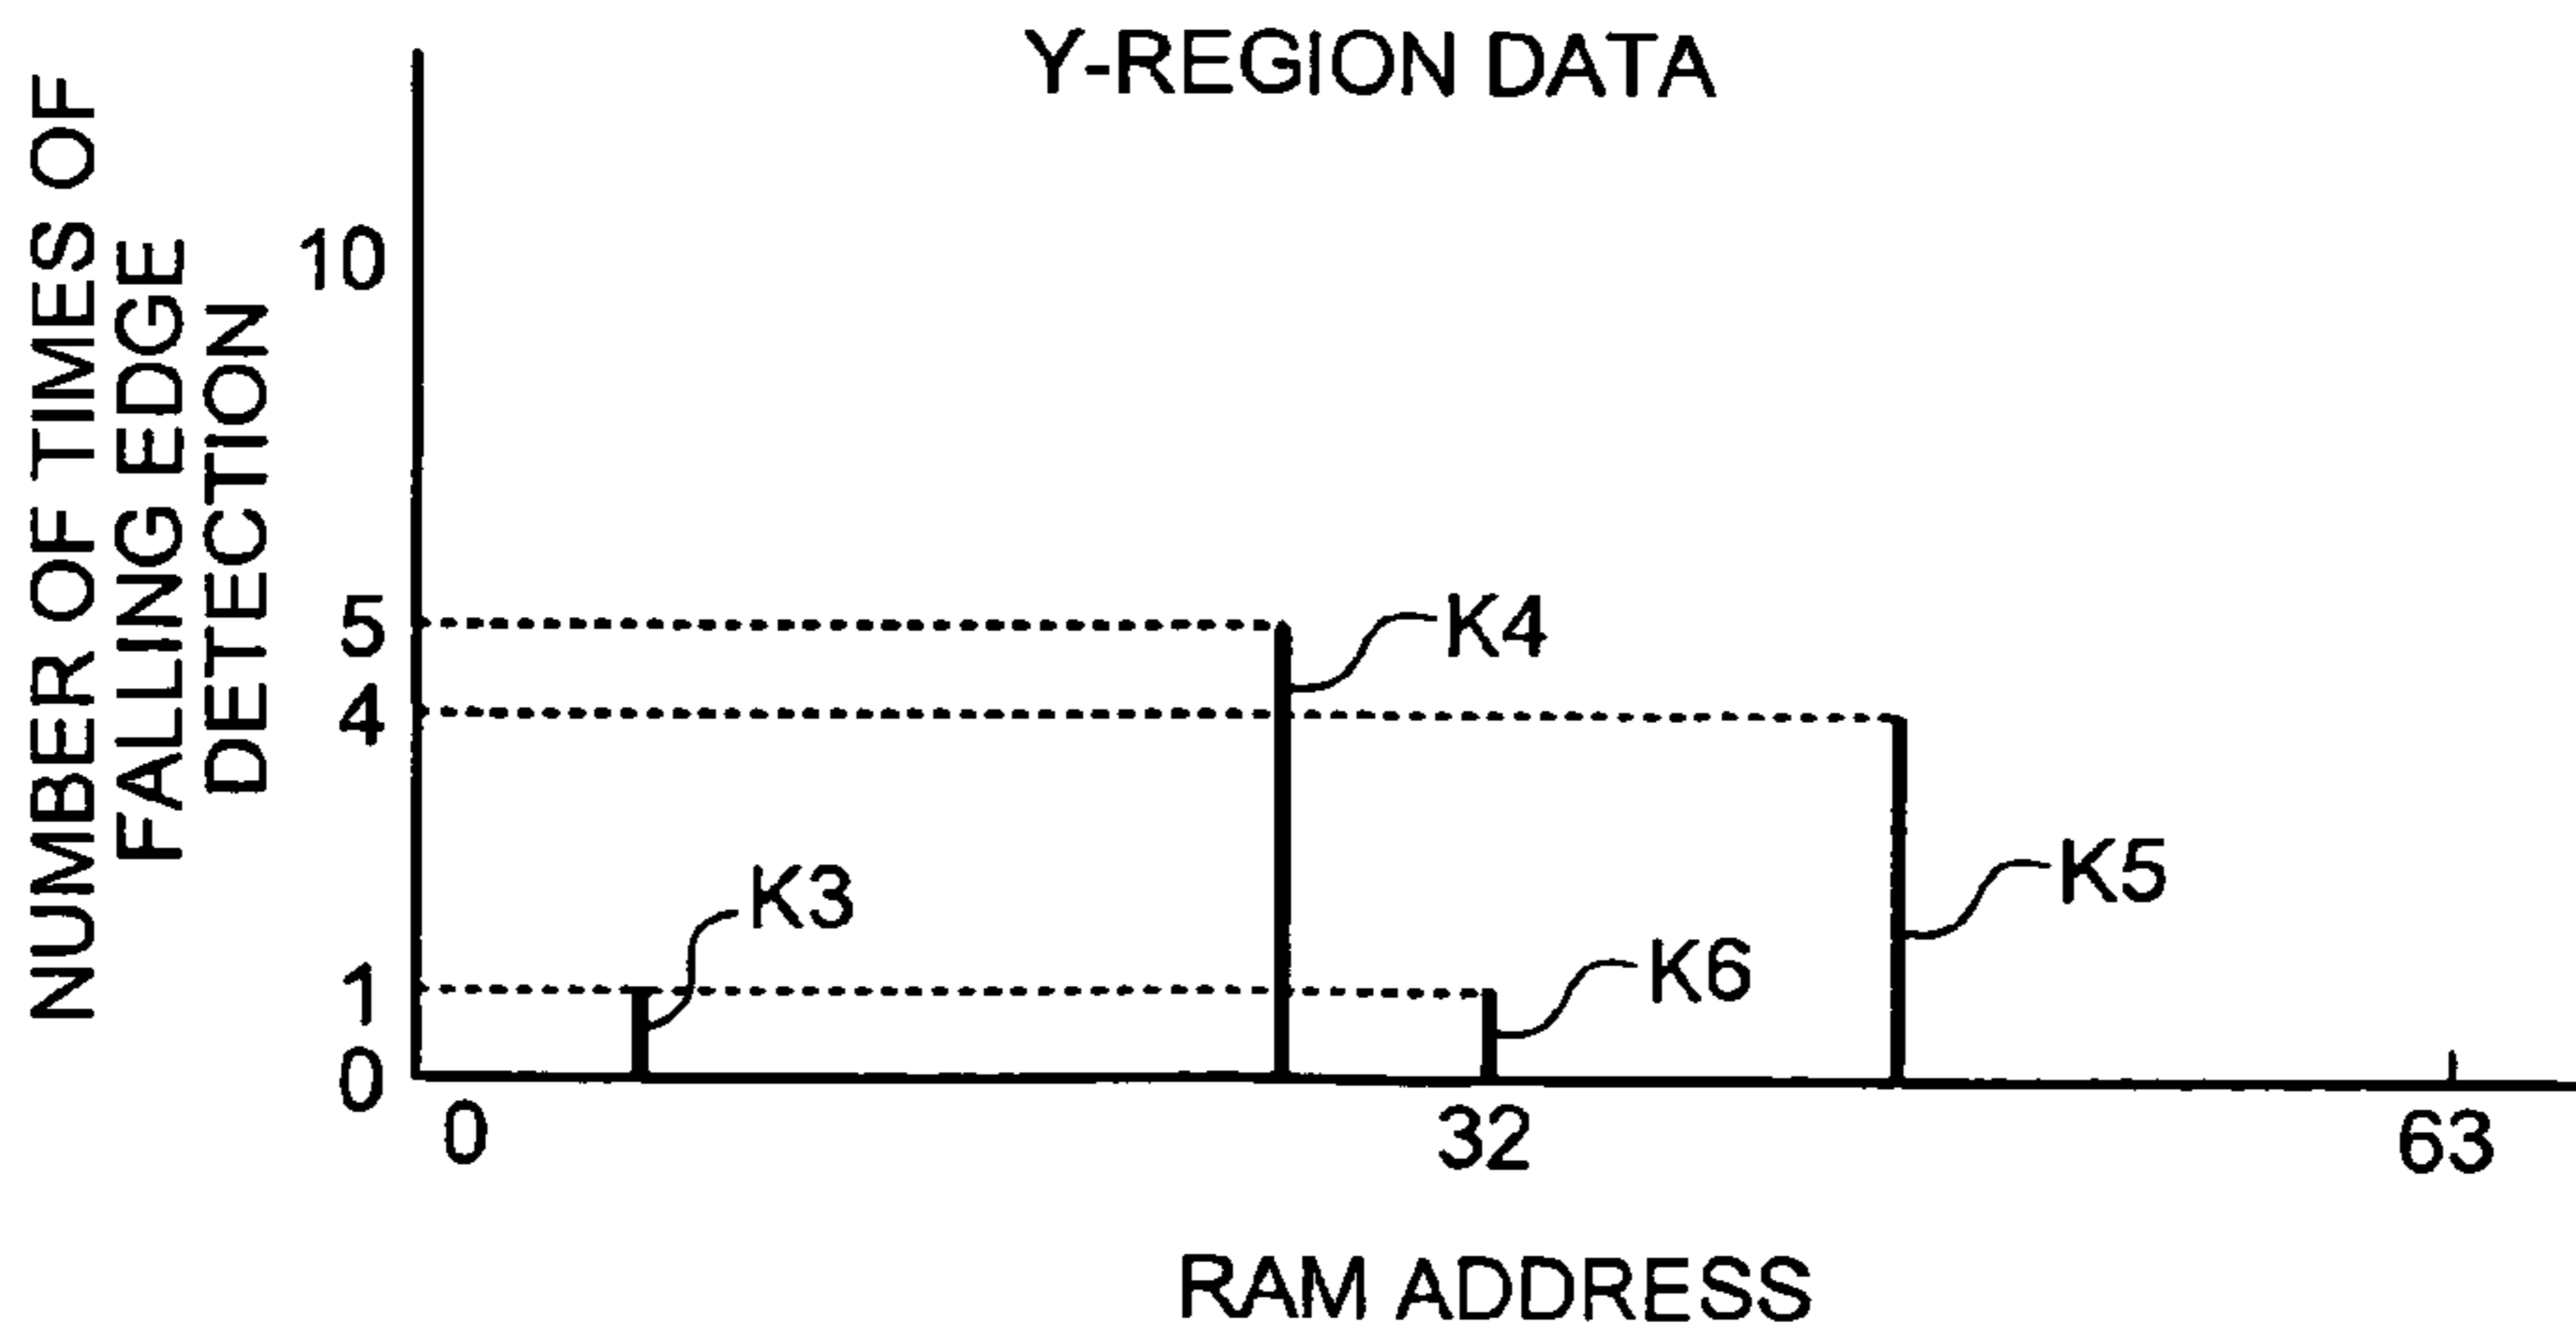 Y-REGION DATA
NUMBER OF TIMES OF
FALLING EDGE
DETECTION
10
5
4
1
0
K4
K3
K5
K6
0
32
63
RAM ADDRESS